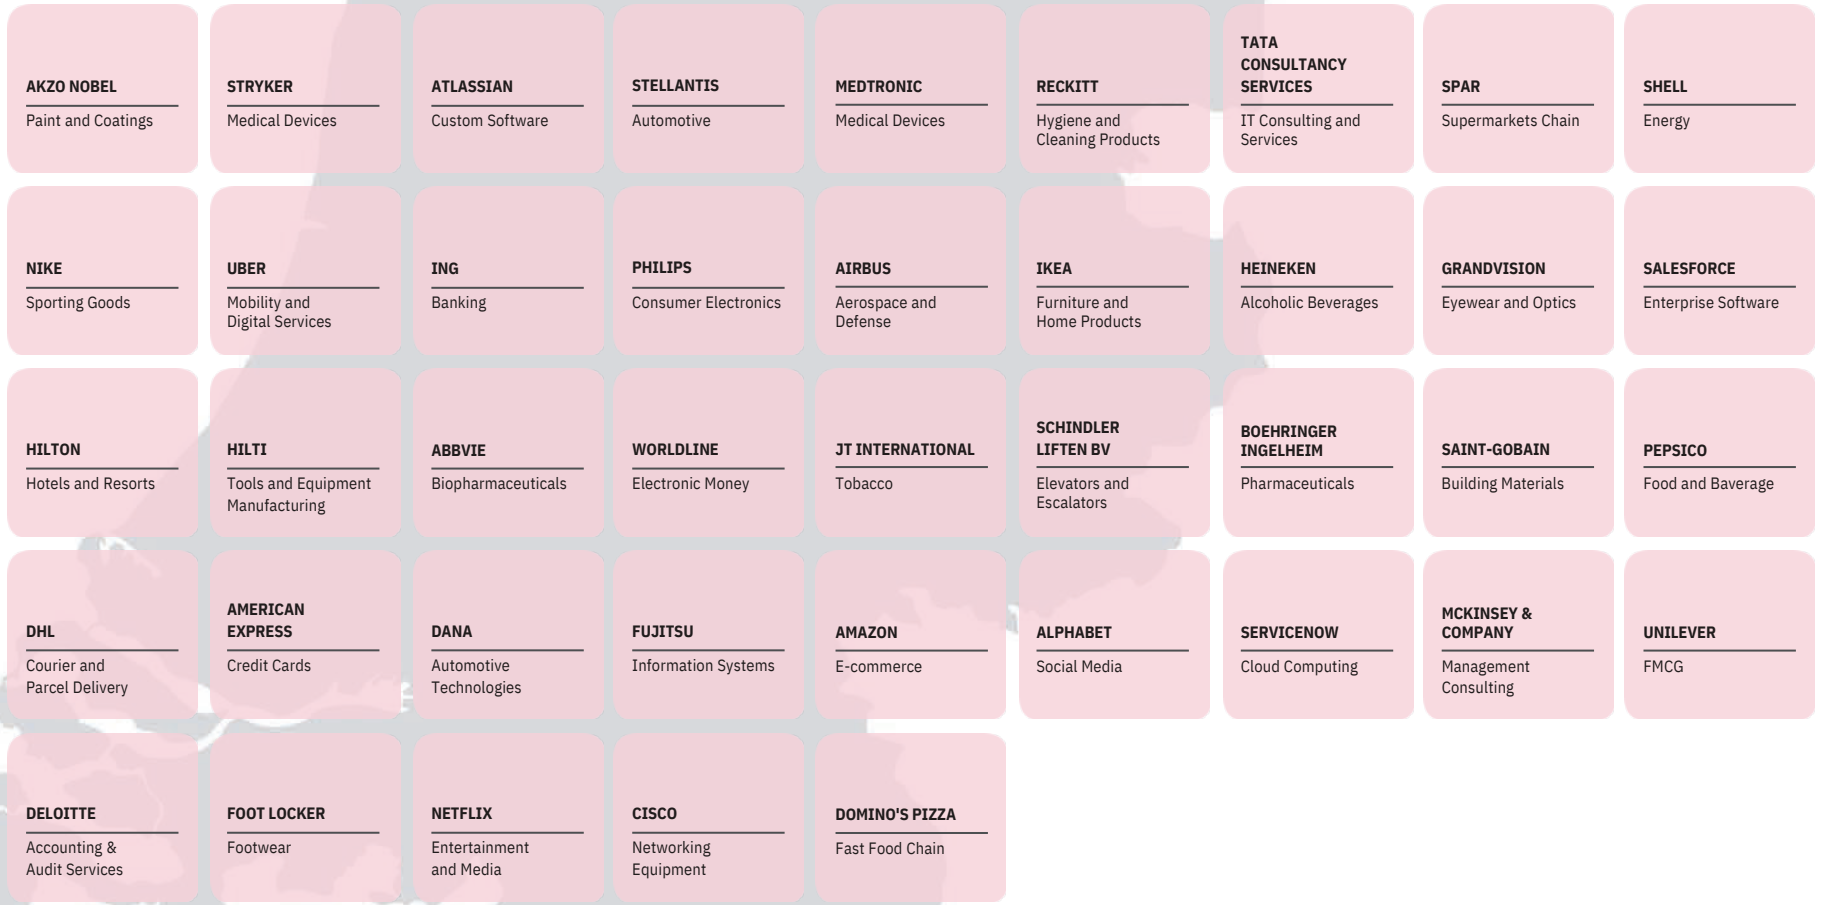 AKZO NOBEL
Paint and Coatings
STRYKER
Medical Devices
ATLASSIAN
Custom Software
STELLANTIS
Automotive
MEDTRONIC
Medical Devices
RECKITT
Hygiene and
Cleaning Products
TATA
CONSULTANCY
SERVICES
IT Consulting and
Services
SPAR
Supermarkets Chain
SHELL
Energy
NIKE
Sporting Goods
UBER
Mobility and
Digital Services
ING
Banking
PHILIPS
Consumer Electronics
AIRBUS
Aerospace and
Defense
IKEA
Furniture and
Home Products
HEINEKEN
Alcoholic Beverages
GRANDVISION
Eyewear and Optics
SALESFORCE
Enterprise Software
HILTON
Hotels and Resorts
HILTI
Tools and Equipment
Manufacturing
ABBVIE
Biopharmaceuticals
WORLDLINE
Electronic Money
JT INTERNATIONAL
Tobacco
SCHINDLER
LIFTEN BV
Elevators and
Escalators
BOEHRINGER
INGELHEIM
Pharmaceuticals
SAINT-GOBAIN
Building Materials
PEPSICO
Food and Baverage
DHL
Courier and
Parcel Delivery
AMERICAN
EXPRESS
Credit Cards
DANA
Automotive
Technologies
FUJITSU
Information Systems
AMAZON
E-commerce
ALPHABET
Social Media
SERVICENOW
Cloud Computing
MCKINSEY &
COMPANY
Management
Consulting
UNILEVER
FMCG
DELOITTE
Accounting &
Audit Services
FOOT LOCKER
Footwear
NETFLIX
Entertainment
and Media
CISCO
Networking
Equipment
DOMINO'S PIZZA
Fast Food Chain